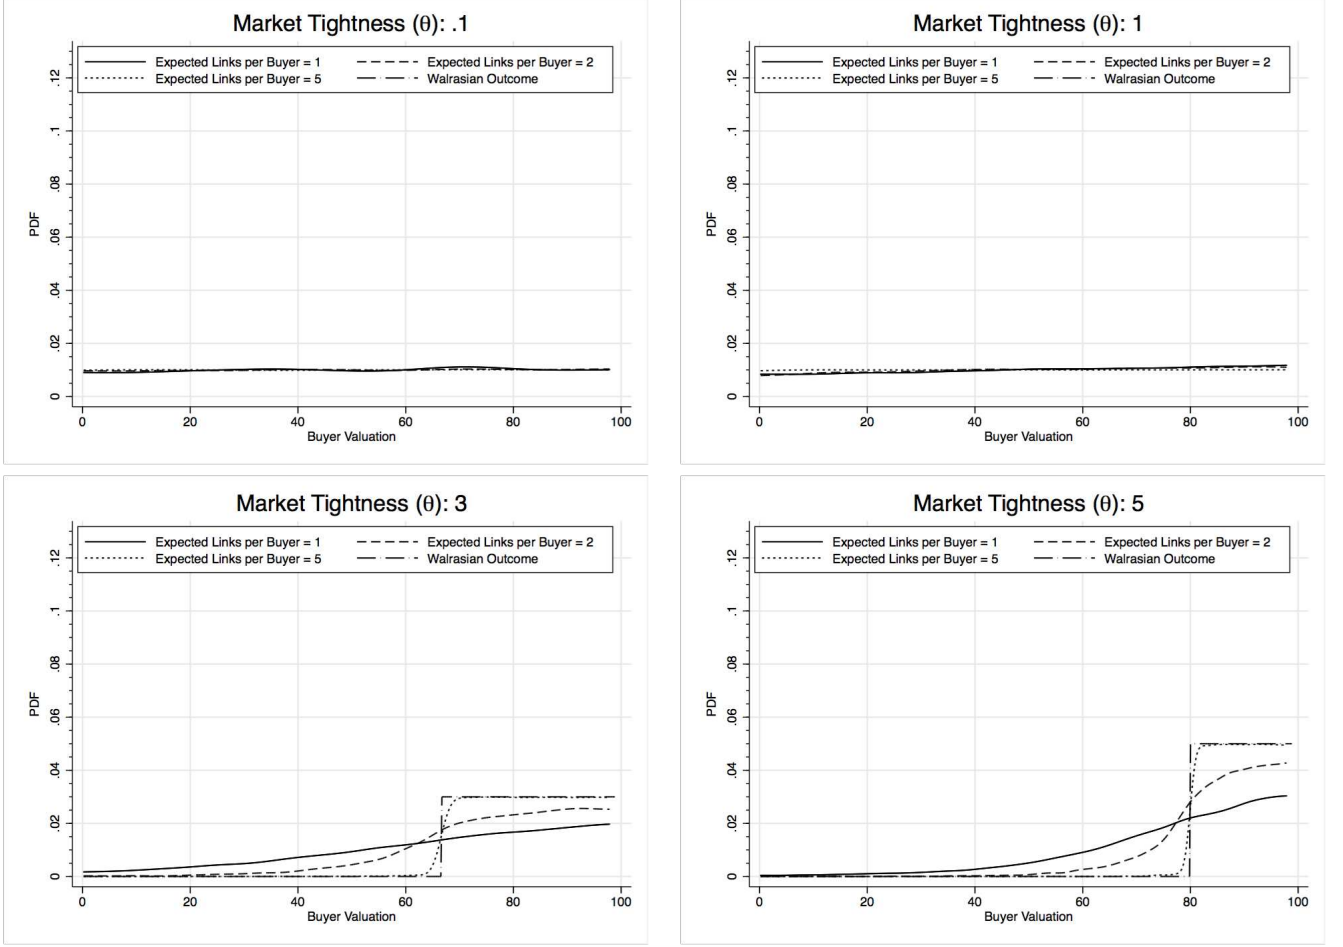 Market Tightness (θ): .1
Expected Links per Buyer = 1
Expected Links per Buyer = 2
Expected Links per Buyer = 5
Walrasian Outcome
PDF
.12
.1
.08
.06
.04
.02
0
0 20 40 60 80 100
Buyer Valuation
Market Tightness (θ): 1
Expected Links per Buyer = 1
Expected Links per Buyer = 2
Expected Links per Buyer = 5
Walrasian Outcome
PDF
.12
.1
.08
.06
.04
.02
0
0 20 40 60 80 100
Buyer Valuation
Market Tightness (θ): 3
Expected Links per Buyer = 1
Expected Links per Buyer = 2
Expected Links per Buyer = 5
Walrasian Outcome
PDF
.12
.1
.08
.06
.04
.02
0
0 20 40 60 80 100
Buyer Valuation
Market Tightness (θ): 5
Expected Links per Buyer = 1
Expected Links per Buyer = 2
Expected Links per Buyer = 5
Walrasian Outcome
PDF
.12
.1
.08
.06
.04
.02
0
0 20 40 60 80 100
Buyer Valuation